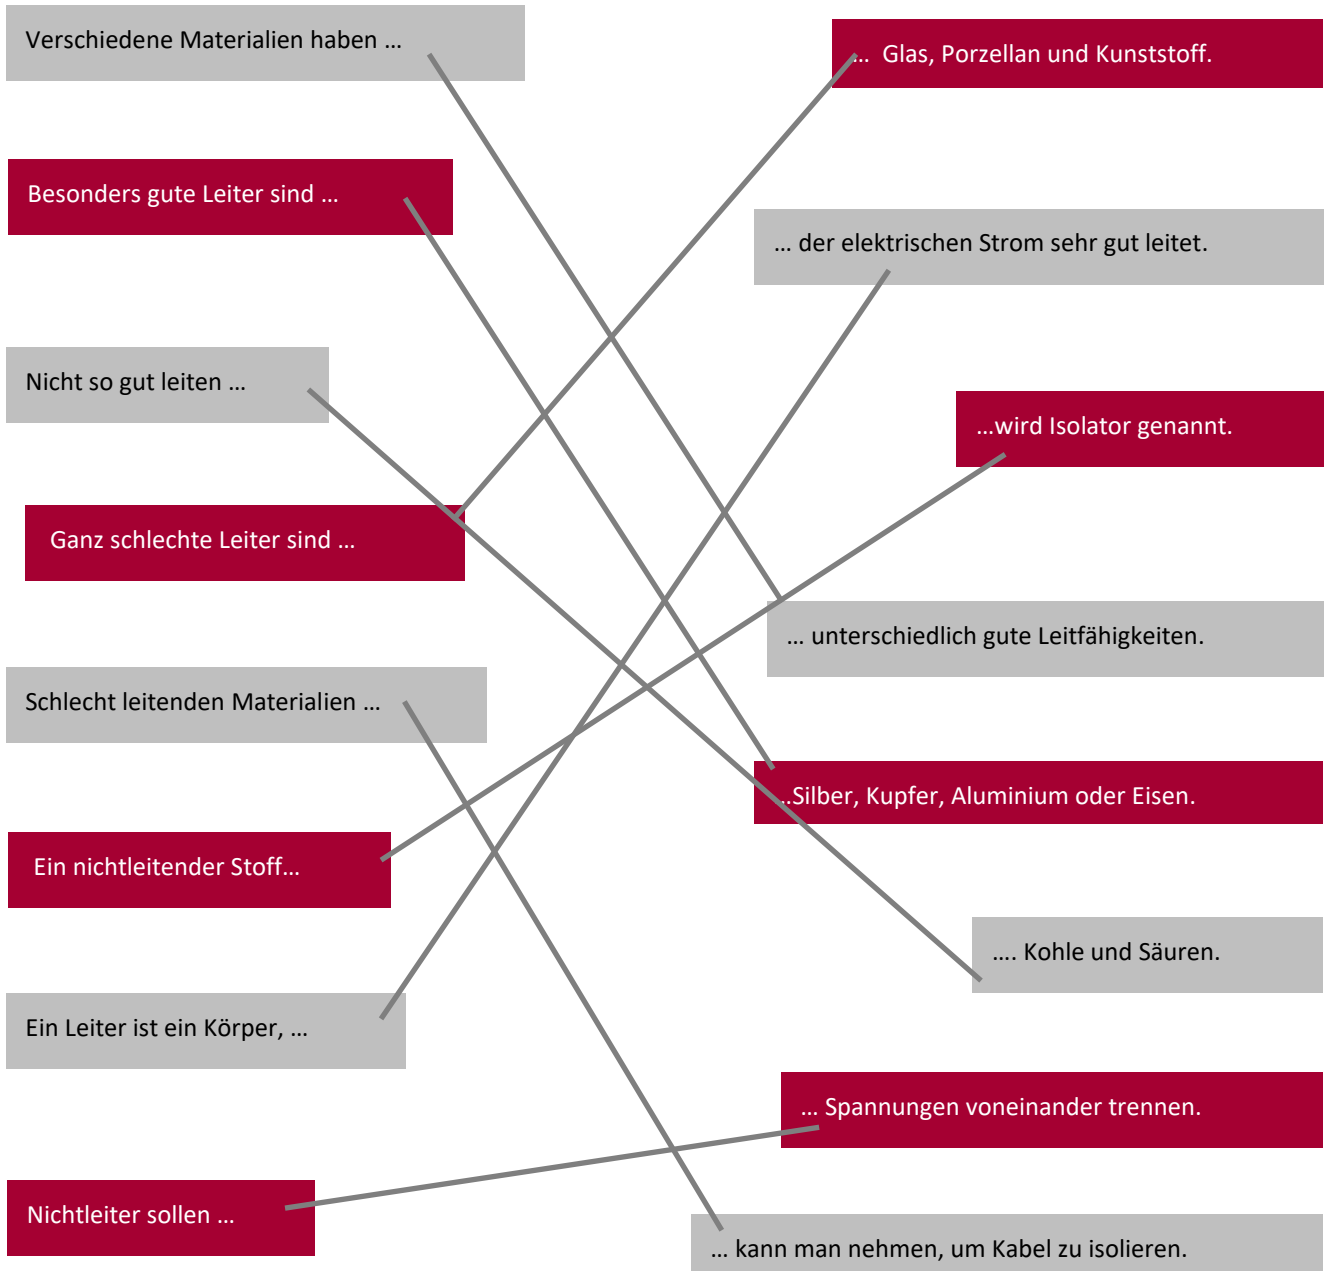 Verschiedene Materialien haben …
Besonders gute Leiter sind …
Nicht so gut leiten …
Ganz schlechte Leiter sind …
Schlecht leitenden Materialien …
Ein nichtleitender Stoff…
Ein Leiter ist ein Körper, …
Nichtleiter sollen …
… Glas, Porzellan und Kunststoff.
… der elektrischen Strom sehr gut leitet.
…wird Isolator genannt.
… unterschiedlich gute Leitfähigkeiten.
…Silber, Kupfer, Aluminium oder Eisen.
…. Kohle und Säuren.
… Spannungen voneinander trennen.
… kann man nehmen, um Kabel zu isolieren.